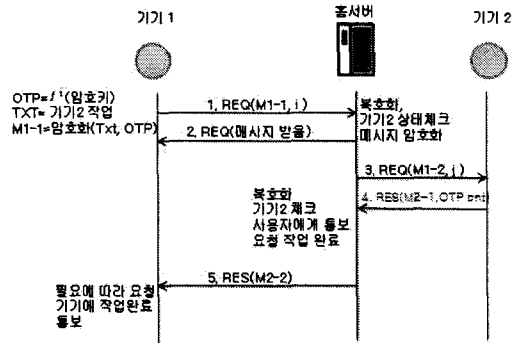 기기 1
홈서버
기기 2
OTP=f^i(암호키)
TXT= 기기2 작업
M1-1=암호화(Txt, OTP)
1, REQ(M1-1, i)
복호화,
기기2 상태체크
메시지 암호화
2, REQ(메시지 받음)
3, REQ(M1-2, j)
4, RES(M2-1,OTP cnt)
복호화
기기2 체크
사용자에게 통보
요청 작업 완료
5, RES(M2-2)
필요에 따라 요청
기기에 작업완료
통보